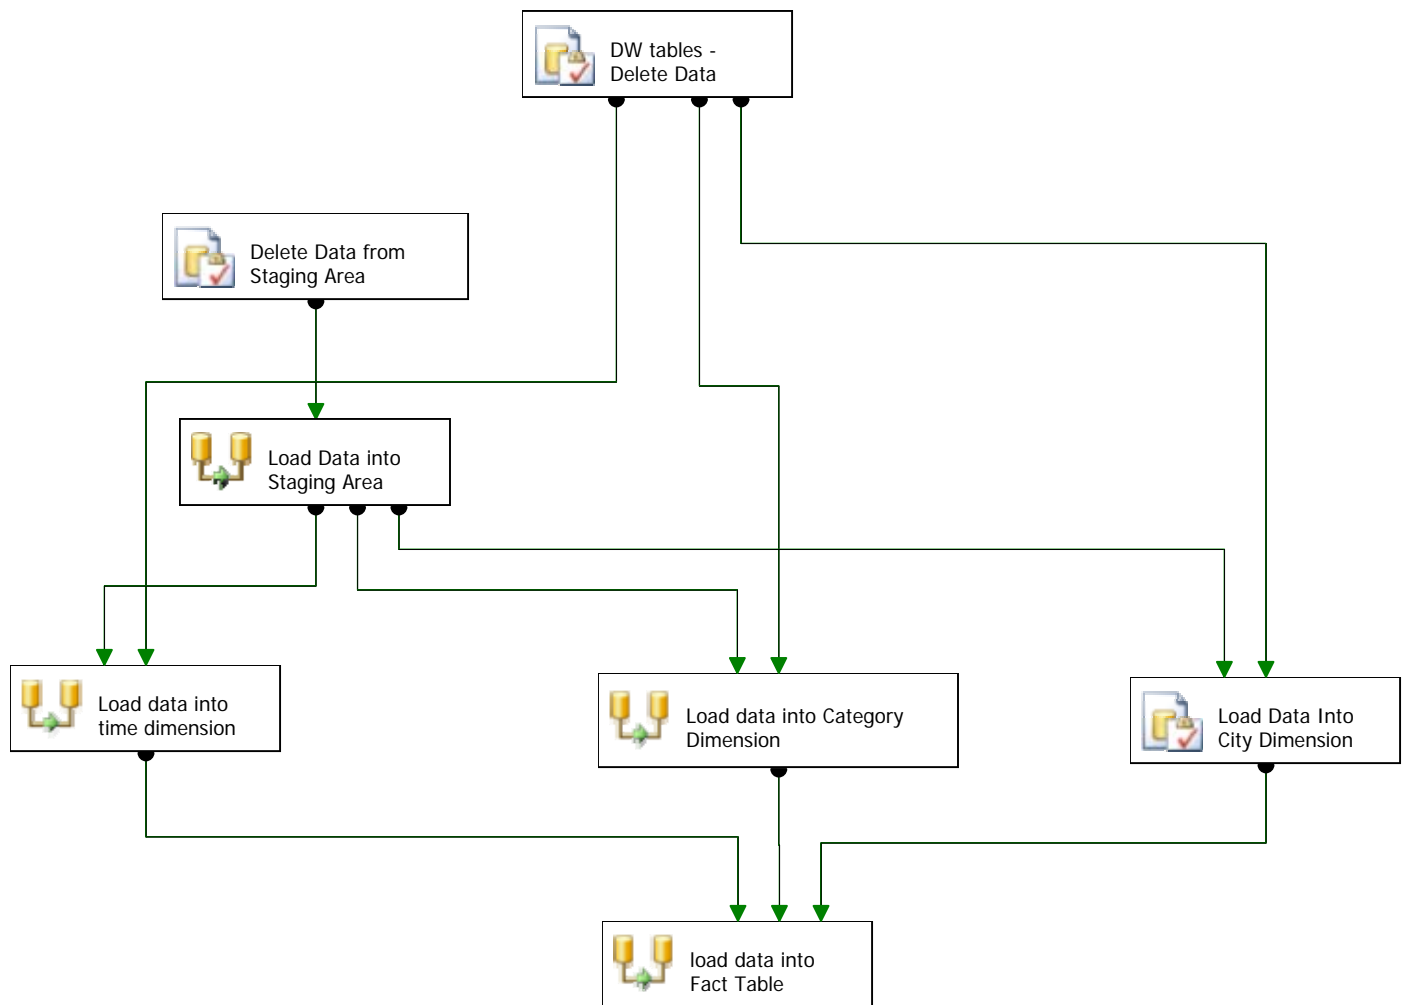 DW tables -
Delete Data
Delete Data from
Staging Area
Load Data into
Staging Area
Load data into
time dimension
Load data into Category
Dimension
Load Data Into
City Dimension
load data into
Fact Table